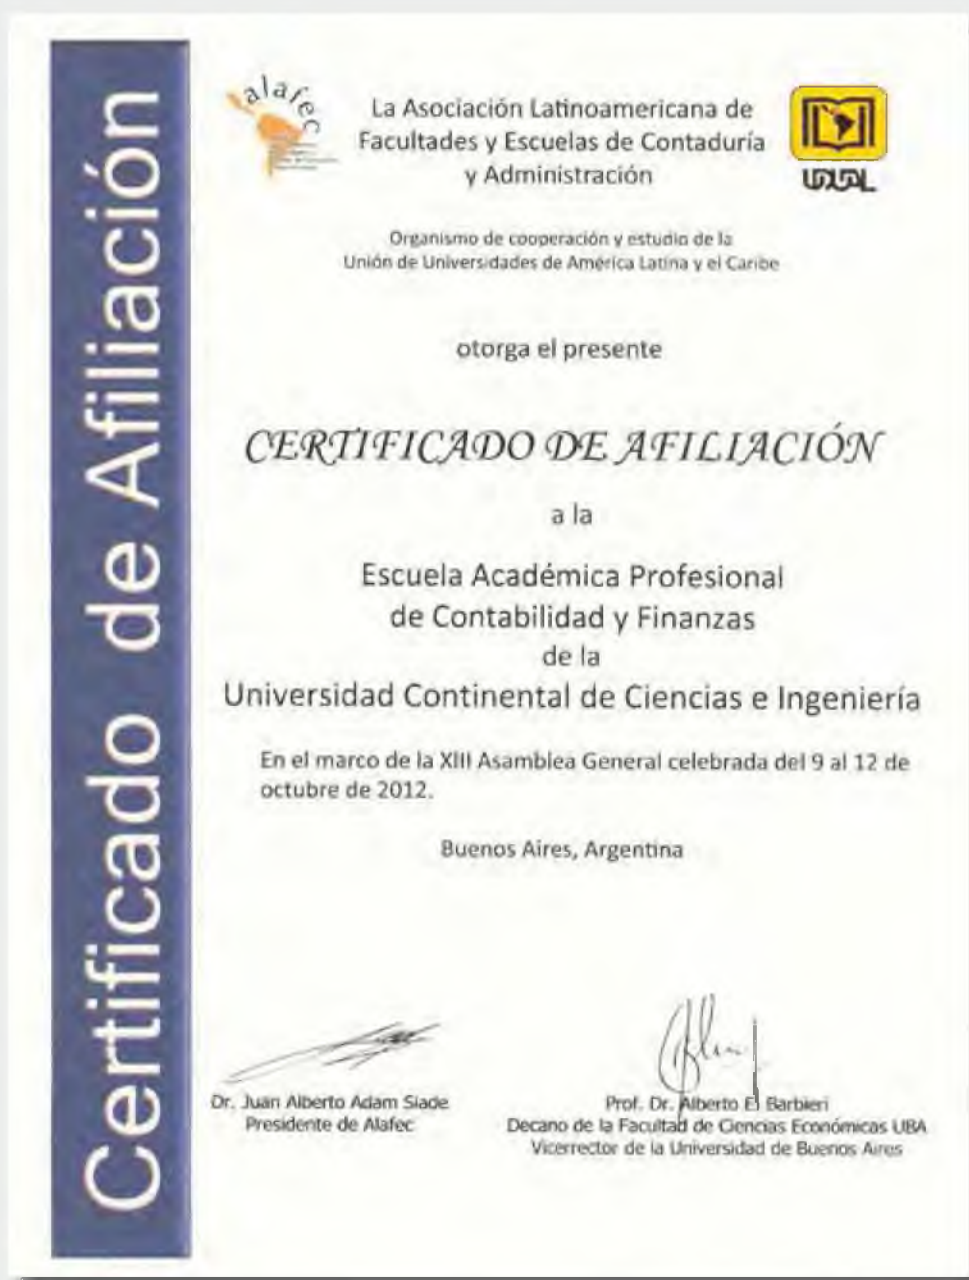 Certificado de Afiliación
alafec
La Asociación Latinoamericana de
Facultades y Escuelas de Contaduría
y Administración
UDUAL
Organismo de cooperación y estudio de la
Unión de Universidades de América Latina y el Caribe
otorga el presente
CERTIFICADO DE AFILIACIÓN
a la
Escuela Académica Profesional
de Contabilidad y Finanzas
de la
Universidad Continental de Ciencias e Ingeniería
En el marco de la XIII Asamblea General celebrada del 9 al 12 de
octubre de 2012.
Buenos Aires, Argentina
Dr. Juan Alberto Adam Siade
Presidente de Alafec
Prof. Dr. Alberto E. Barbieri
Decano de la Facultad de Ciencias Económicas UBA
Vicerrector de la Universidad de Buenos Aires